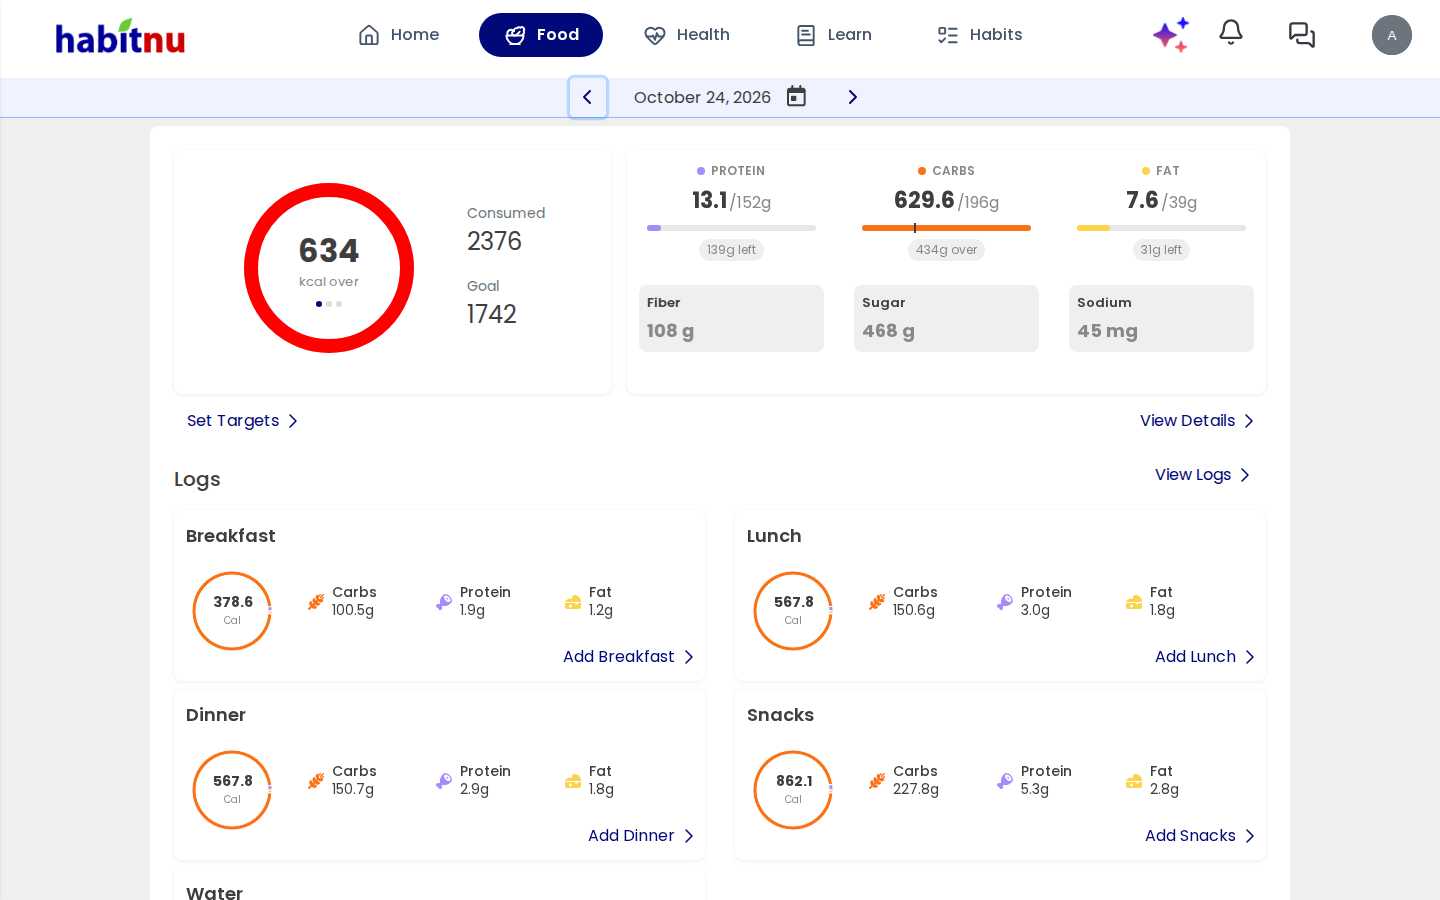 habitnu
Home
Food
Health
Learn
Habits
A
October 24, 2026
634
kcal over
Consumed
2376
Goal
1742
PROTEIN
13.1/152g
139g left
CARBS
629.6/196g
434g over
FAT
7.6/39g
31g left
Fiber
108 g
Sugar
468 g
Sodium
45 mg
Set Targets
View Details
Logs
View Logs
Breakfast
378.6
Cal
Carbs
100.5g
Protein
1.9g
Fat
1.2g
Add Breakfast
Lunch
567.8
Cal
Carbs
150.6g
Protein
3.0g
Fat
1.8g
Add Lunch
Dinner
567.8
Cal
Carbs
150.7g
Protein
2.9g
Fat
1.8g
Add Dinner
Snacks
862.1
Cal
Carbs
227.8g
Protein
5.3g
Fat
2.8g
Add Snacks
Water